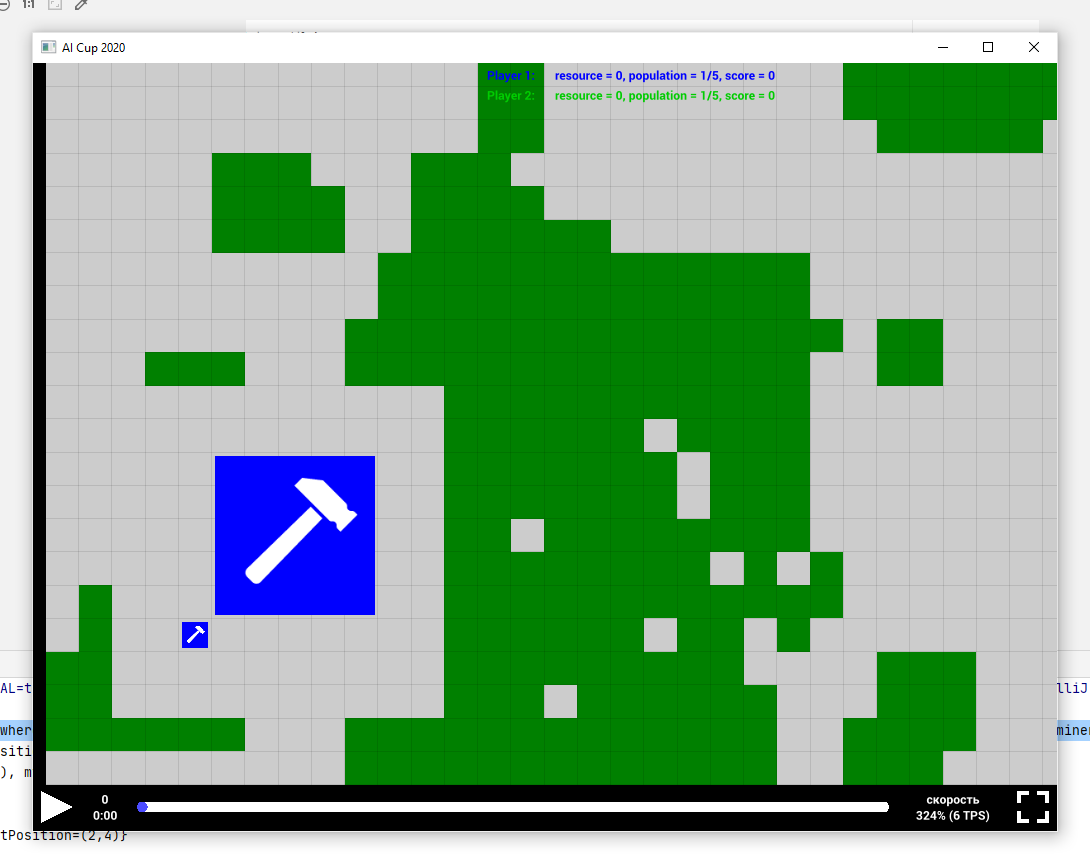 1:1
AI Cup 2020
Player 1: resource = 0, population = 1/5, score = 0
Player 2: resource = 0, population = 1/5, score = 0
AL=t
lliJ
wher
miner
siti
), m
0
0:00
скорость
324% (6 TPS)
tPosition=(2,4)}